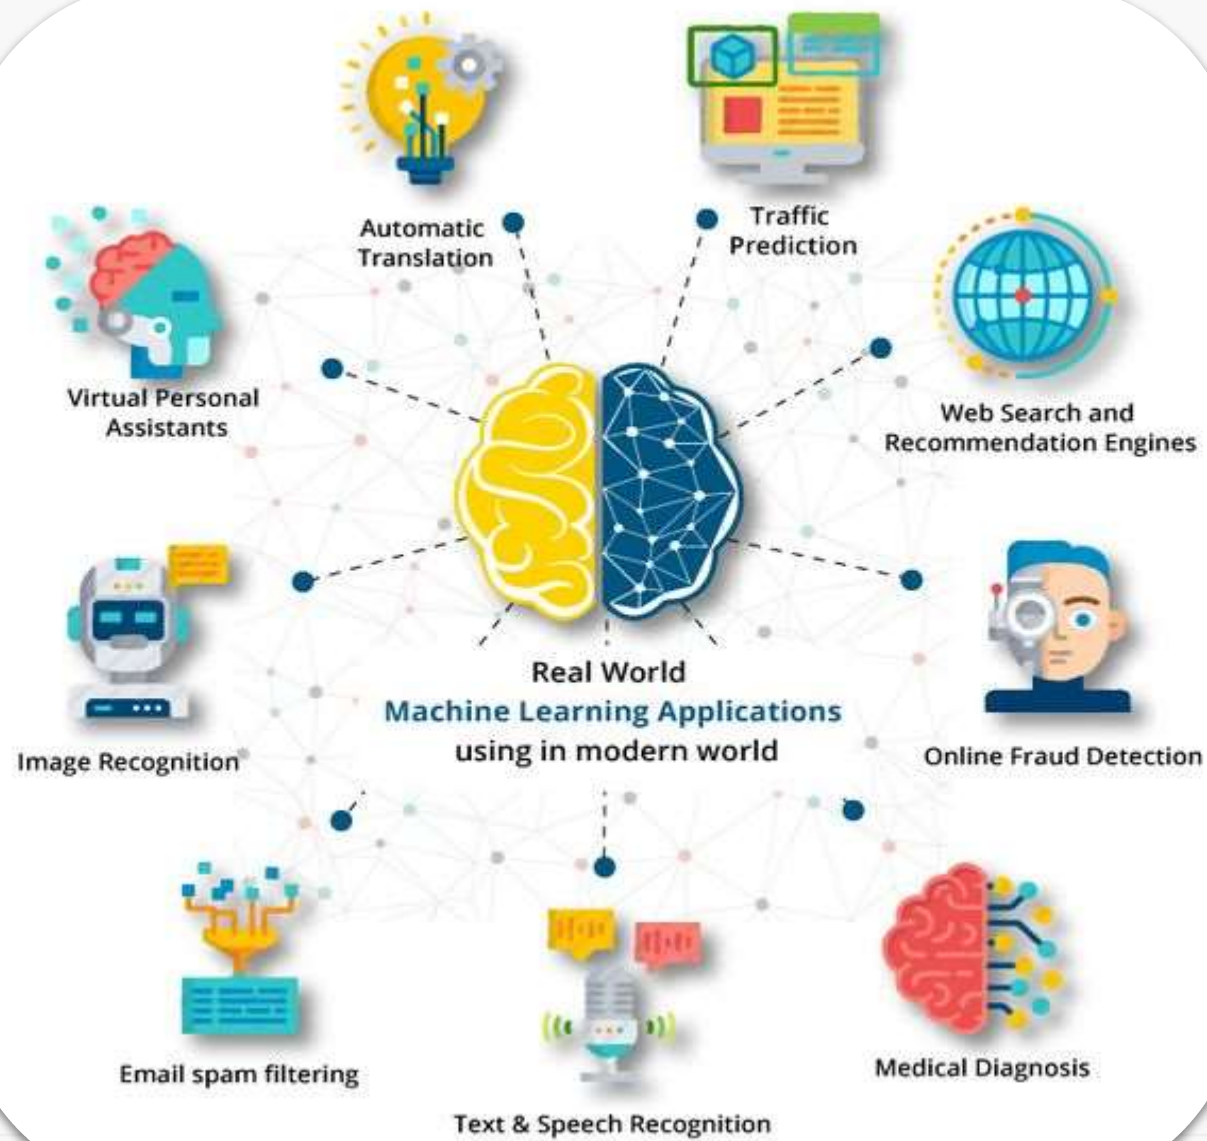 Automatic
Translation
Traffic
Prediction
Virtual Personal
Assistants
Web Search and
Recommendation Engines
Real World
Machine Learning Applications
using in modern world
Image Recognition
Online Fraud Detection
Email spam filtering
Text & Speech Recognition
Medical Diagnosis